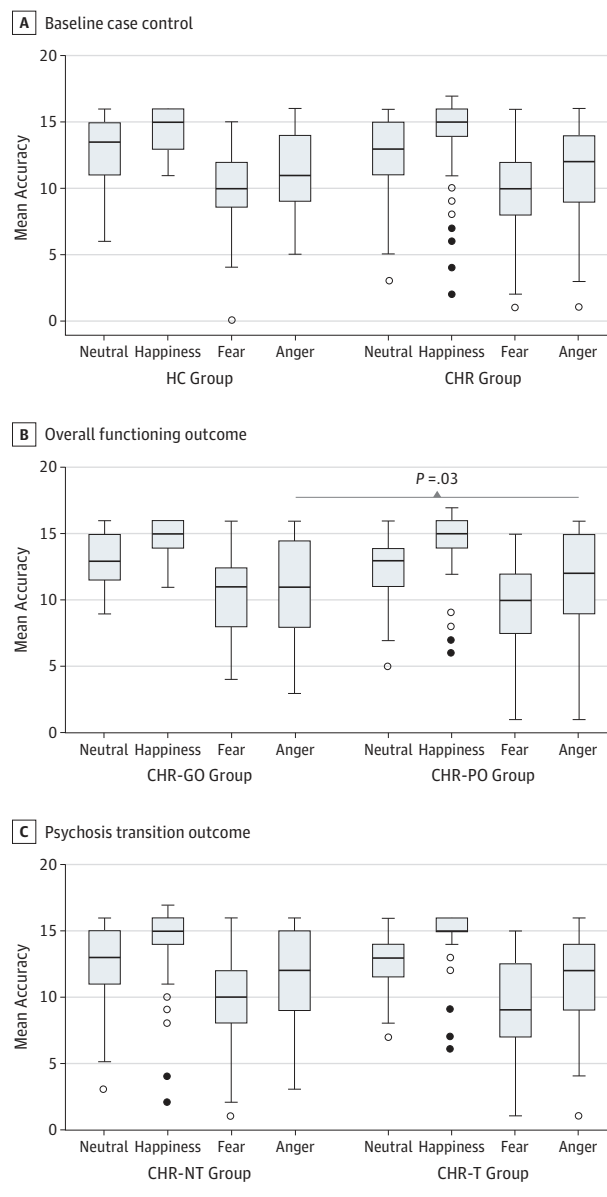 A Baseline case control
20
15
10
5
0
Mean Accuracy
Neutral Happiness Fear Anger Neutral Happiness Fear Anger
HC Group CHR Group
B Overall functioning outcome
20
15
10
5
0
Mean Accuracy
P =.03
Neutral Happiness Fear Anger Neutral Happiness Fear Anger
CHR-GO Group CHR-PO Group
C Psychosis transition outcome
20
15
10
5
0
Mean Accuracy
Neutral Happiness Fear Anger Neutral Happiness Fear Anger
CHR-NT Group CHR-T Group